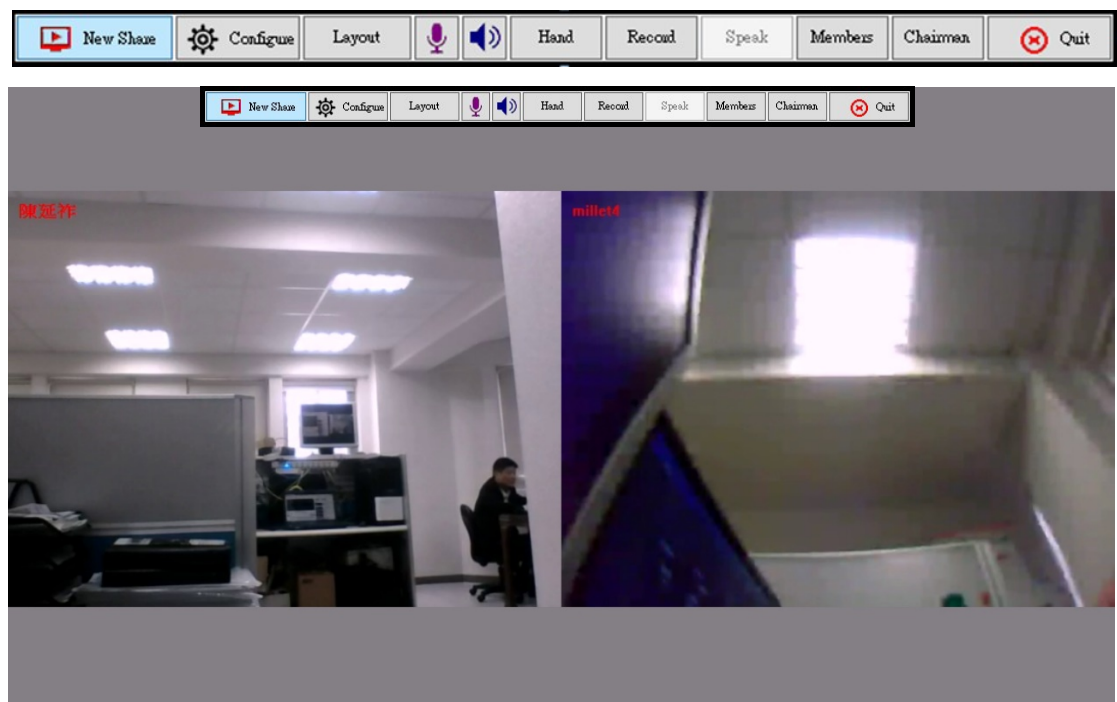 New Share Configure Layout Hand Record Speak Members Chairman Quit
New Share Configure Layout Hand Record Speak Members Chairman Quit
陳延祚
millet4